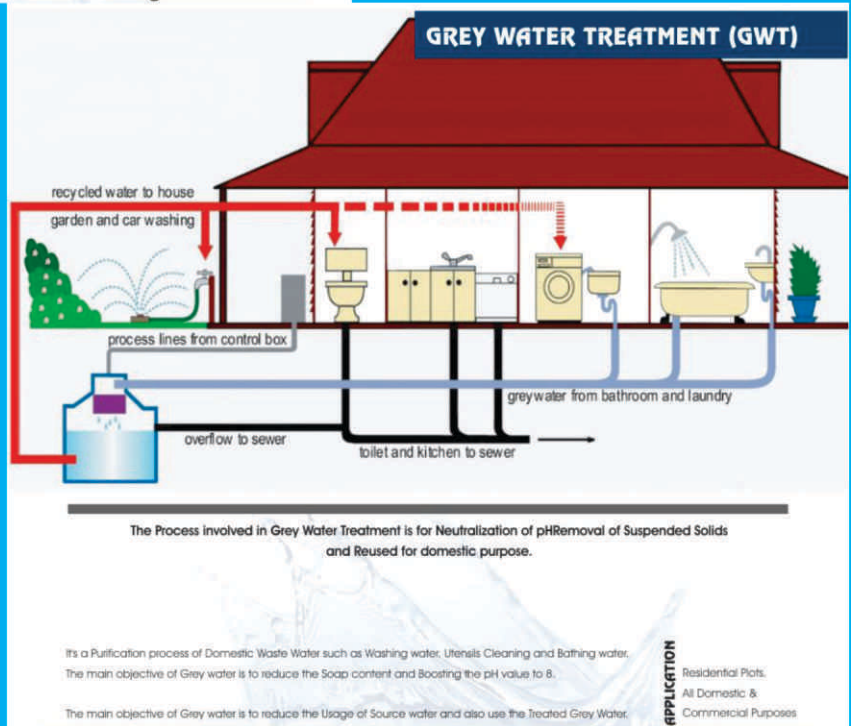 GREY WATER TREATMENT (GWT)
recycled water to house
garden and car washing
process lines from control box
greywater from bathroom and laundry
overflow to sewer
toilet and kitchen to sewer
The Process involved in Grey Water Treatment is for Neutralization of pHRemoval of Suspended Solids
and Reused for domestic purpose.
It's a Purification process of Domestic Waste Water such as Washing water, Utensils Cleaning and Bathing water.
The main objective of Grey water is to reduce the Soap content and Boosting the pH value to 8.
The main objective of Grey water is to reduce the Usage of Source water and also use the Treated Grey Water.
APPLICATION
Residential Plots,
All Domestic &
Commercial Purposes